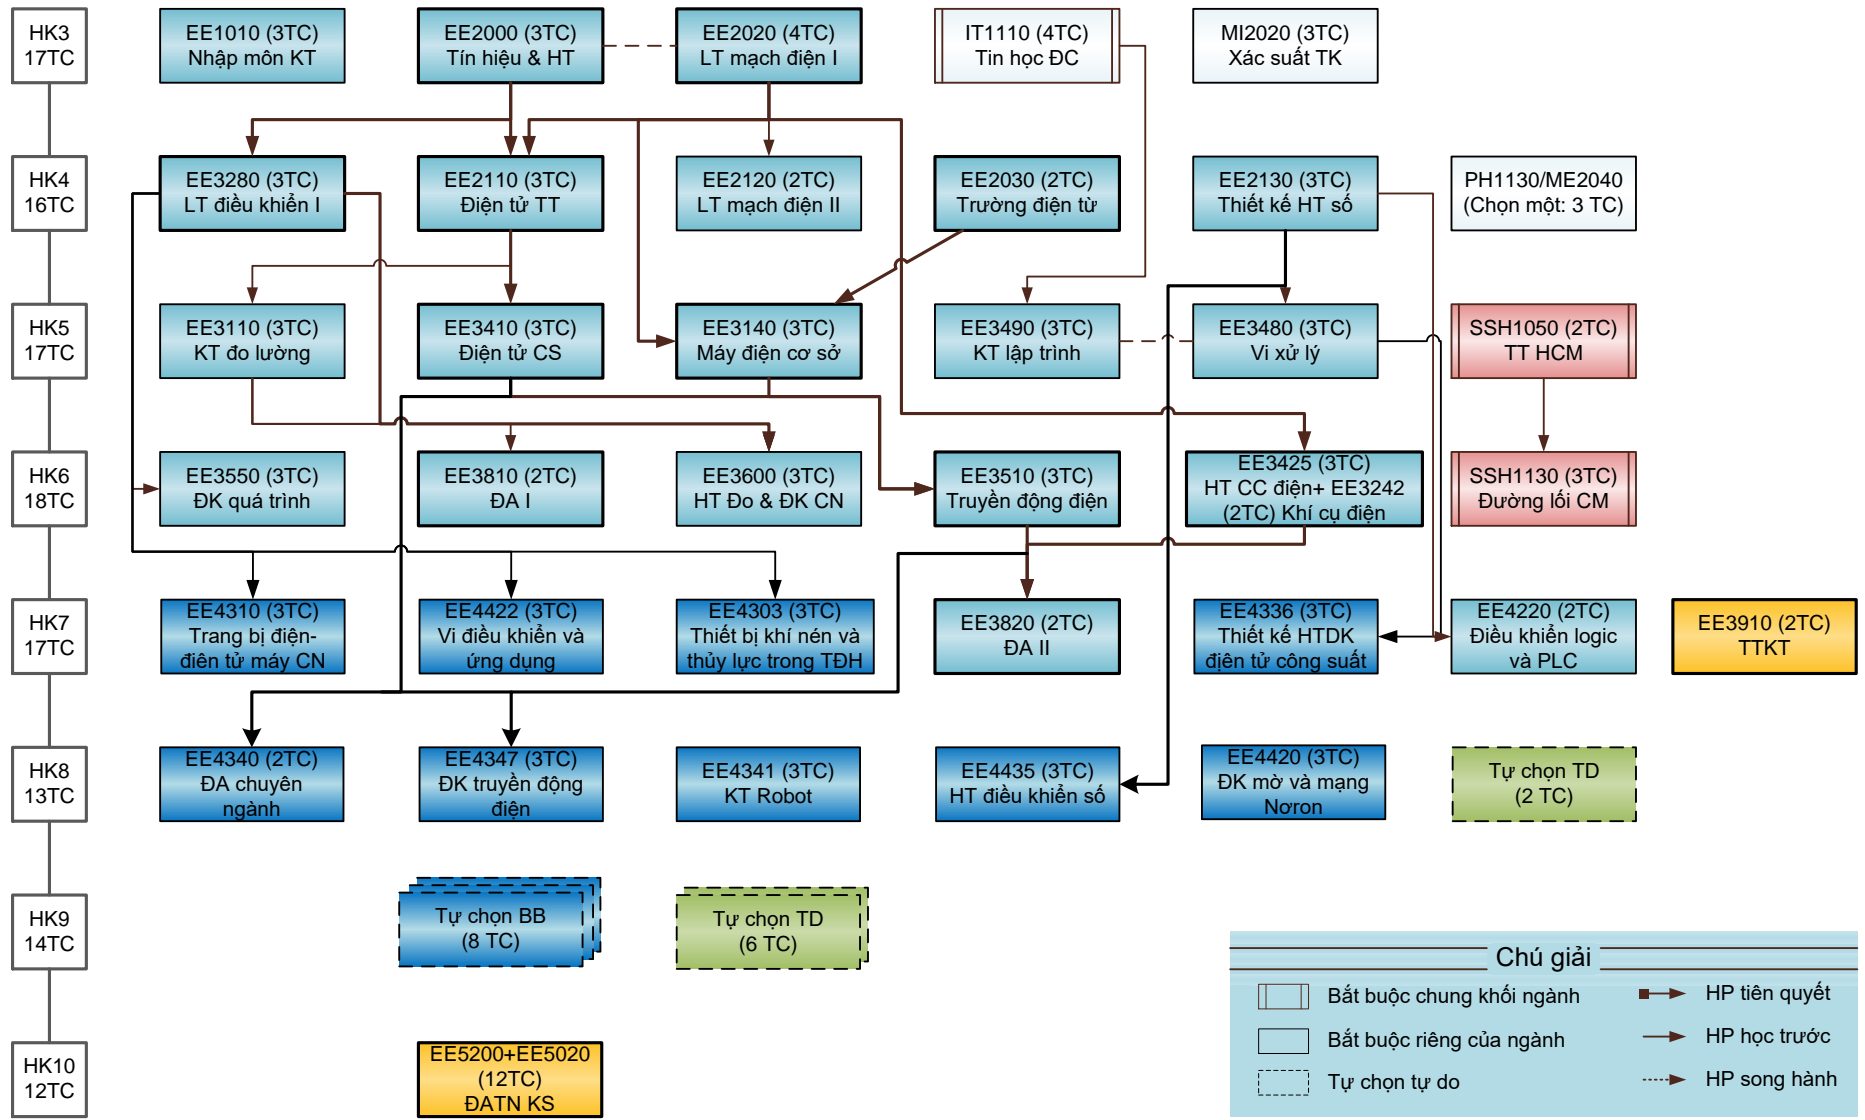 HK3
17TC
EE1010 (3TC)
Nhập môn KT
EE2000 (3TC)
Tín hiệu & HT
EE2020 (4TC)
LT mạch điện I
IT1110 (4TC)
Tin học ĐC
MI2020 (3TC)
Xác suất TK
HK4
16TC
EE3280 (3TC)
LT điều khiển I
EE2110 (3TC)
Điện tử TT
EE2120 (2TC)
LT mạch điện II
EE2030 (2TC)
Trường điện từ
EE2130 (3TC)
Thiết kế HT số
PH1130/ME2040
(Chọn một: 3 TC)
HK5
17TC
EE3110 (3TC)
KT đo lường
EE3410 (3TC)
Điện tử CS
EE3140 (3TC)
Máy điện cơ sở
EE3490 (3TC)
KT lập trình
EE3480 (3TC)
Vi xử lý
SSH1050 (2TC)
TT HCM
HK6
18TC
EE3550 (3TC)
ĐK quá trình
EE3810 (2TC)
ĐA I
EE3600 (3TC)
HT Đo & ĐK CN
EE3510 (3TC)
Truyền động điện
EE3425 (3TC)
HT CC điện+ EE3242
(2TC) Khí cụ điện
SSH1130 (3TC)
Đường lối CM
HK7
17TC
EE4310 (3TC)
Trang bị điện-
điên tử máy CN
EE4422 (3TC)
Vi điều khiển và
ứng dụng
EE4303 (3TC)
Thiết bị khí nén và
thủy lực trong TĐH
EE3820 (2TC)
ĐA II
EE4336 (3TC)
Thiết kế HTDK
địện tử công suất
EE4220 (2TC)
Điều khiển logic
và PLC
EE3910 (2TC)
TTKT
HK8
13TC
EE4340 (2TC)
ĐA chuyên
ngành
EE4347 (3TC)
ĐK truyền động
điện
EE4341 (3TC)
KT Robot
EE4435 (3TC)
HT điều khiển số
EE4420 (3TC)
ĐK mờ và mạng
Nơron
Tự chọn TD
(2 TC)
HK9
14TC
Tự chọn BB
(8 TC)
Tự chọn TD
(6 TC)
HK10
12TC
EE5200+EE5020
(12TC)
ĐATN KS
Chú giải
Bắt buộc chung khối ngành
HP tiên quyết
Bắt buộc riêng của ngành
HP học trước
Tự chọn tự do
HP song hành